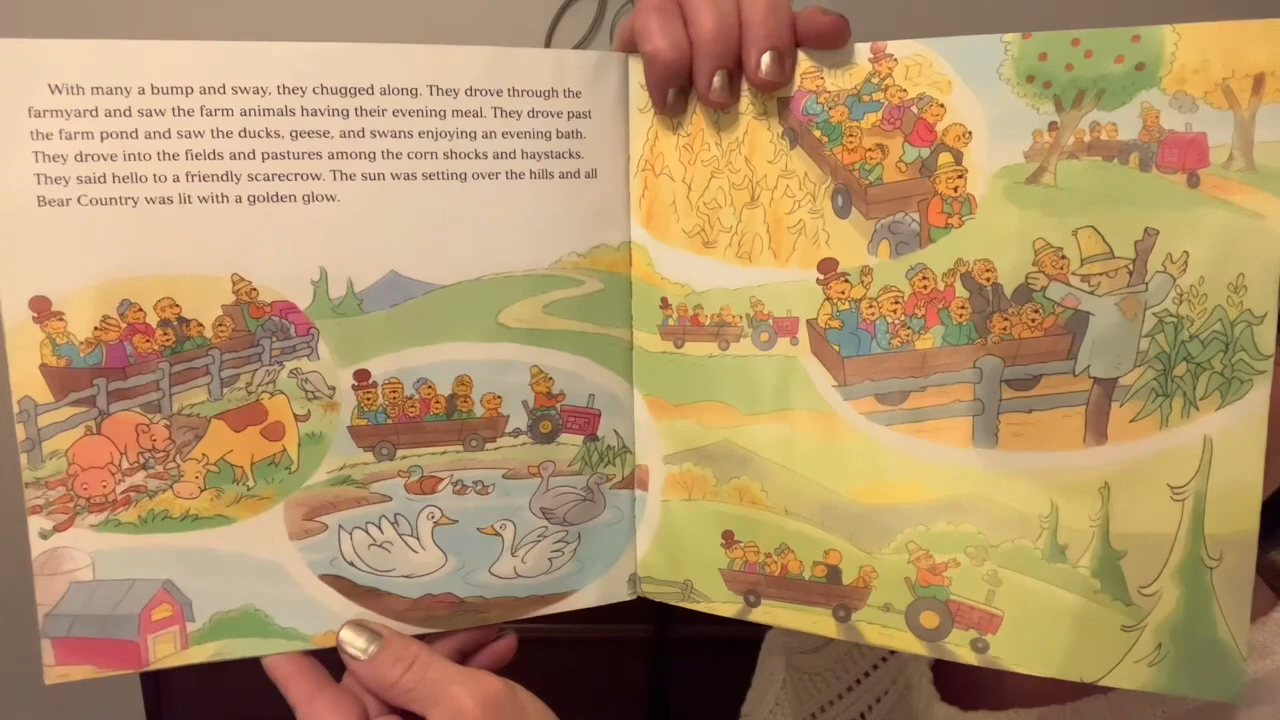 With many a bump and sway, they chugged along. They drove through the
farmyard and saw the farm animals having their evening meal. They drove past
the farm pond and saw the ducks, geese, and swans enjoying an evening bath.
They drove into the fields and pastures among the corn shocks and haystacks.
They said hello to a friendly scarecrow. The sun was setting over the hills and all
Bear Country was lit with a golden glow.